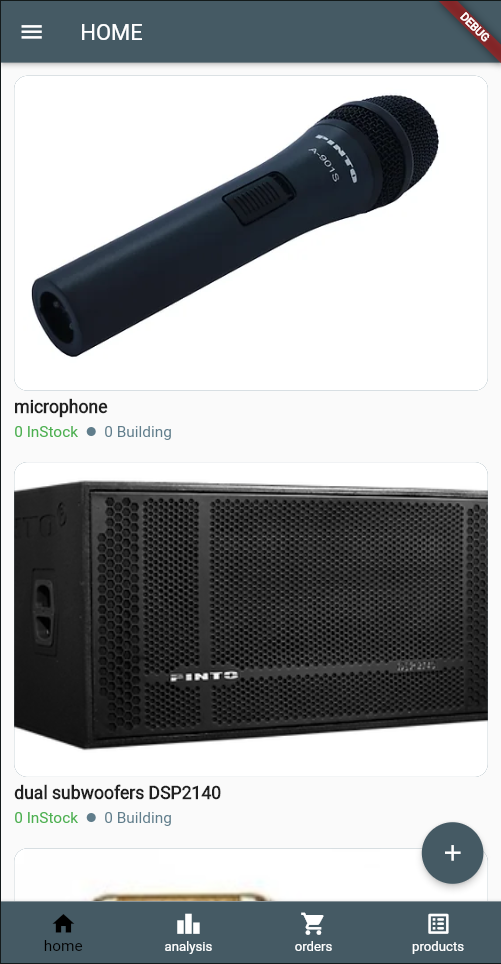 HOME
DEBUG
PINTO
A-901S
microphone
0 InStock ● 0 Building
PINTO
dual subwoofers DSP2140
0 InStock ● 0 Building
+
home
analysis
orders
products